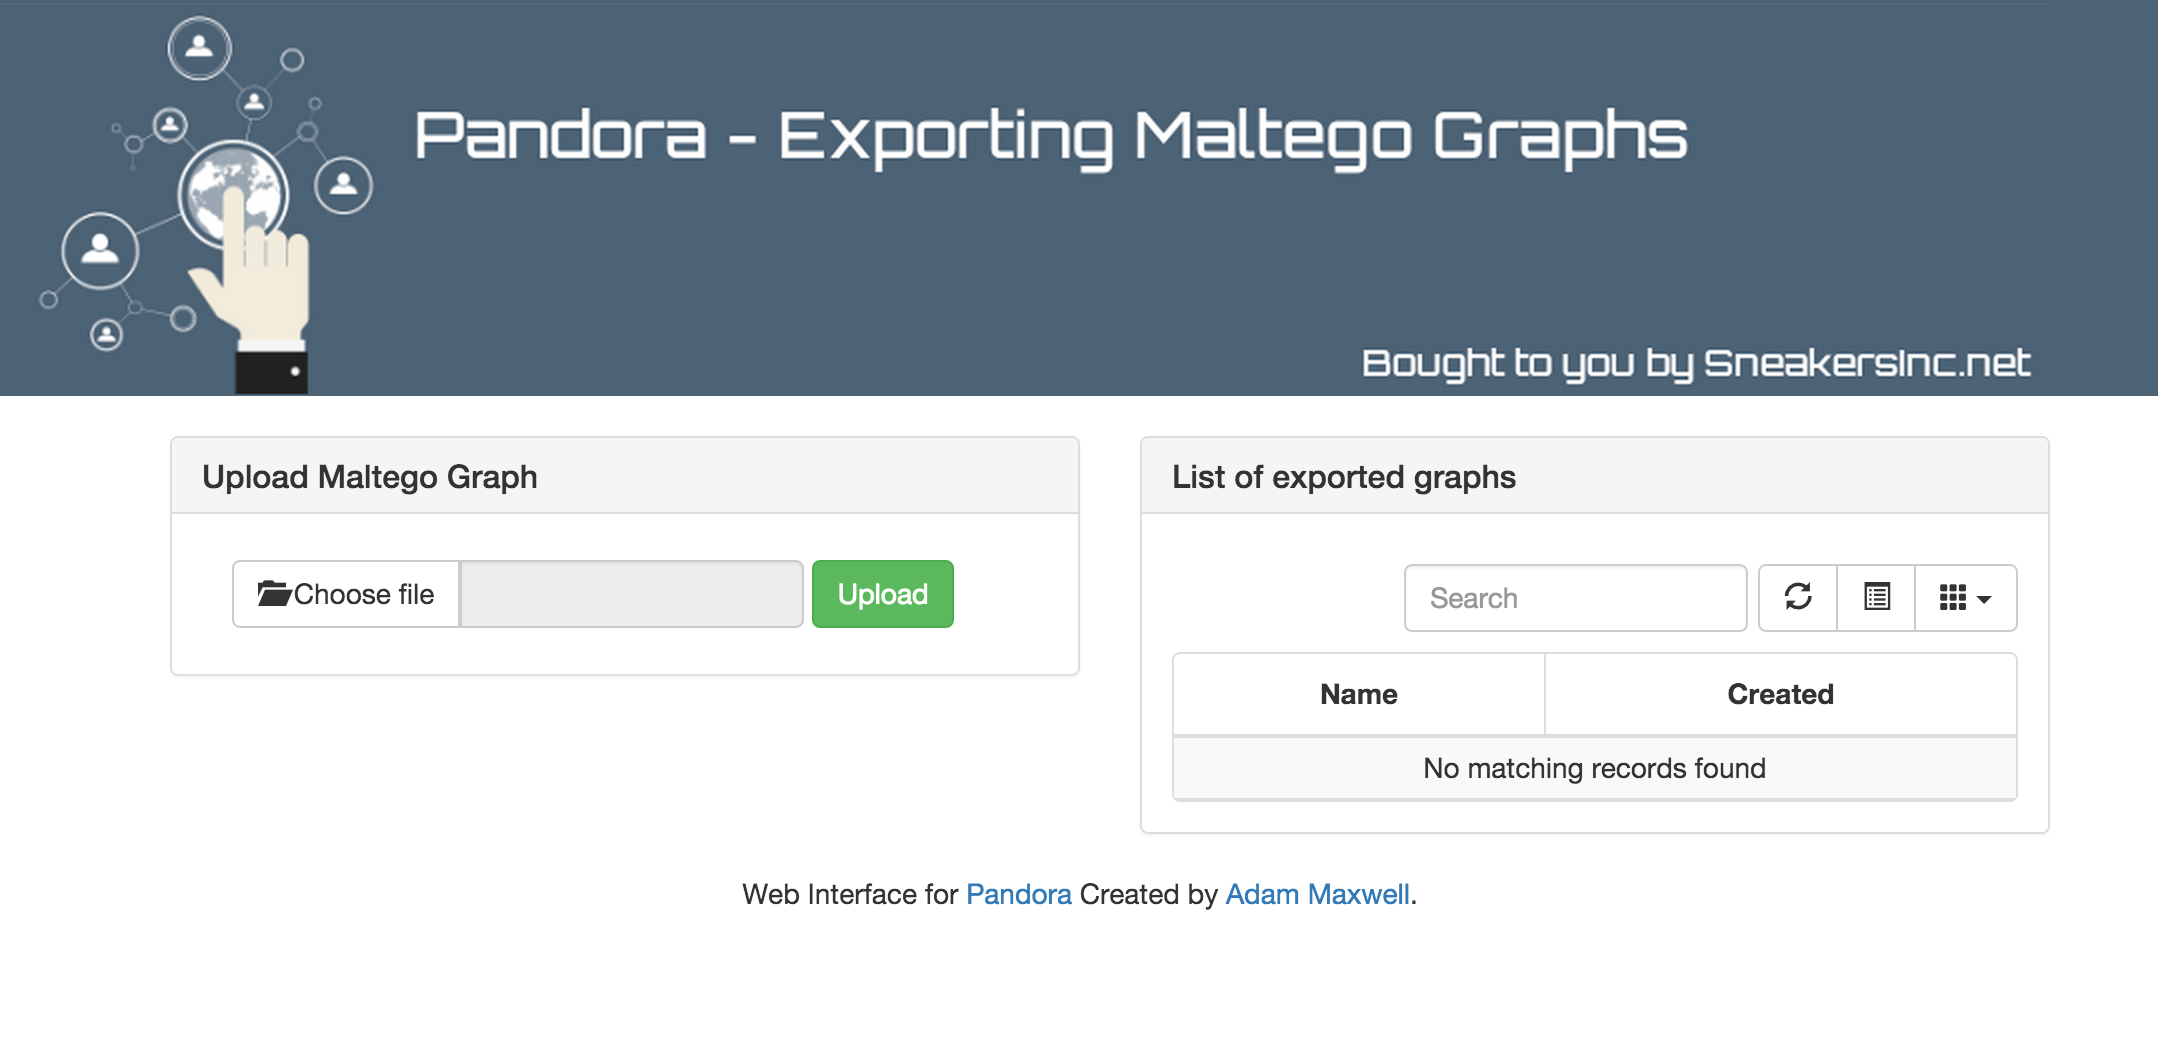 Pandora - Exporting Maltego Graphs
Bought to you by SneakersInc.net
Upload Maltego Graph
Choose file
Upload
List of exported graphs
Search
Name
Created
No matching records found
Web Interface for Pandora Created by Adam Maxwell.